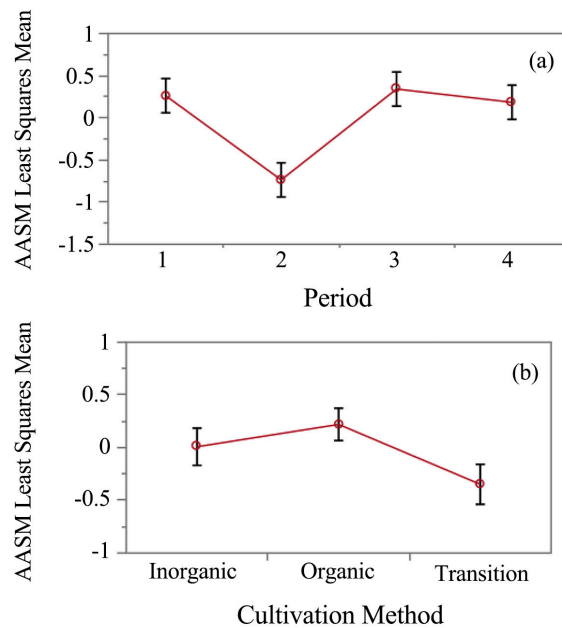 AASM Least Squares Mean
1
0.5
0
-0.5
-1
-1.5
(a)
1 2 3 4
Period
AASM Least Squares Mean
1
0.5
0
-0.5
-1
(b)
Inorganic Organic Transition
Cultivation Method